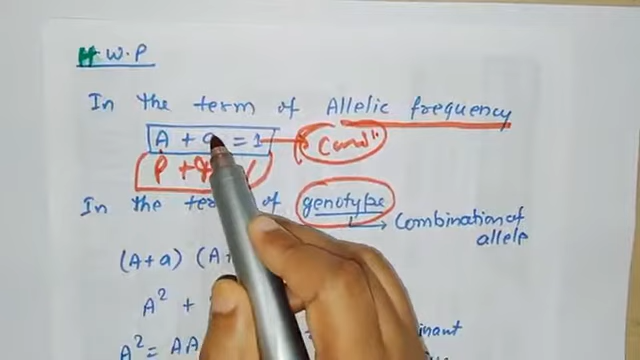 H.W.P
In the term of Allelic frequency
A + a = 1 Condn
P + q
In the term of genotype Combination of
allele
(A+a) (A+
A² +
inant
A² = AA